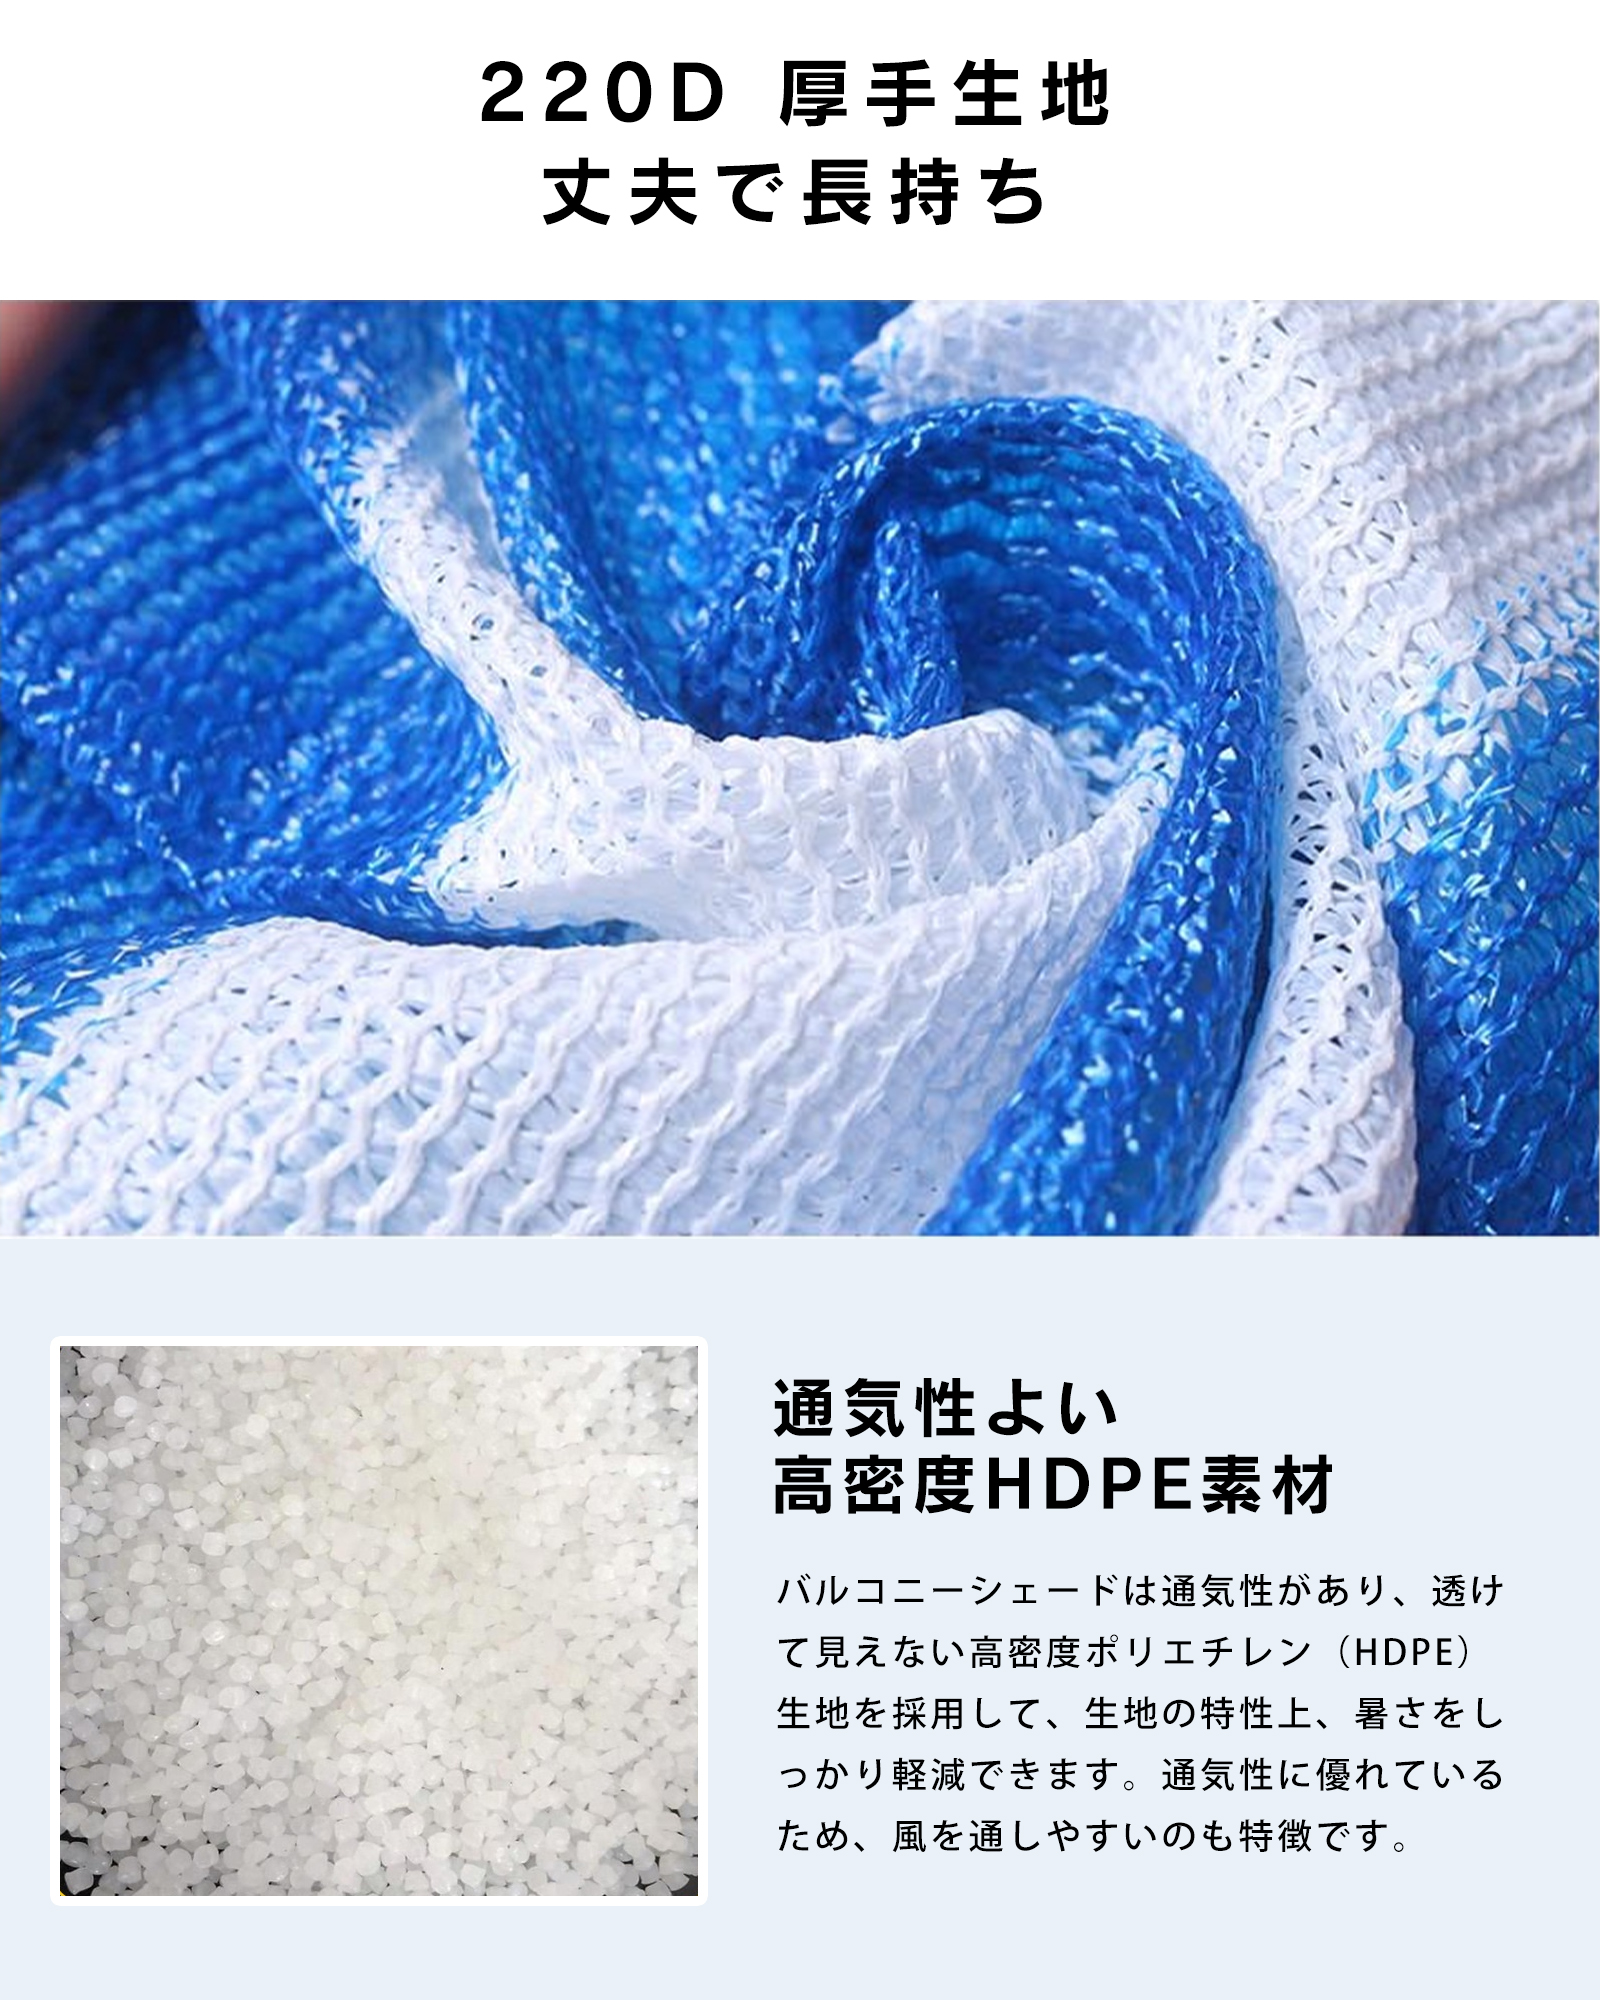 220D 厚手生地
丈夫で長持ち
通気性よい
高密度HDPE素材
バルコニーシェードは通気性があり、透け
て見えない高密度ポリエチレン（HDPE）
生地を採用して、生地の特性上、暑さをし
っかり軽減できます。通気性に優れている
ため、風を通しやすいのも特徴です。